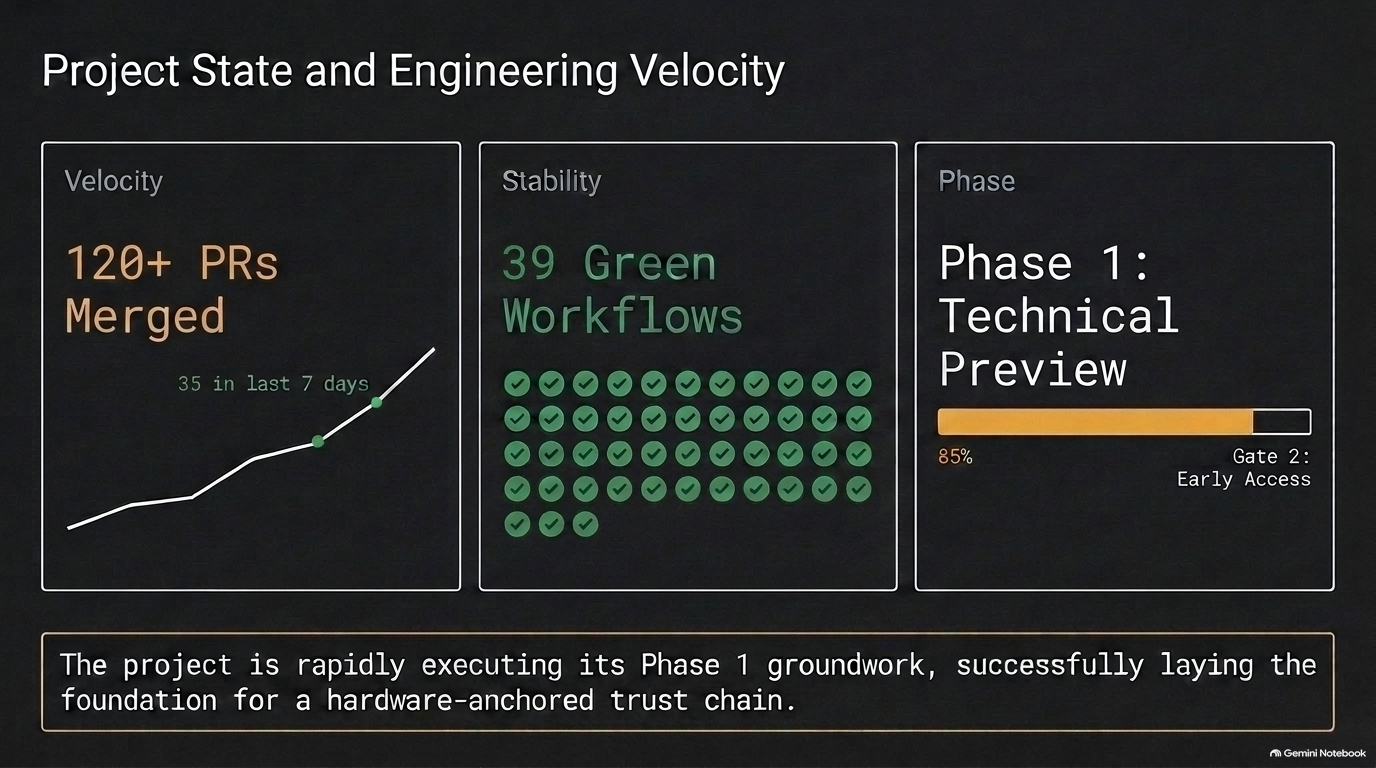 Project State and Engineering Velocity
Velocity
120+ PRs
Merged
35 in last 7 days
Stability
39 Green
Workflows
Phase
Phase 1:
Technical
Preview
85%
Gate 2:
Early Access
The project is rapidly executing its Phase 1 groundwork, successfully laying the
foundation for a hardware-anchored trust chain.
Gemini Notebook